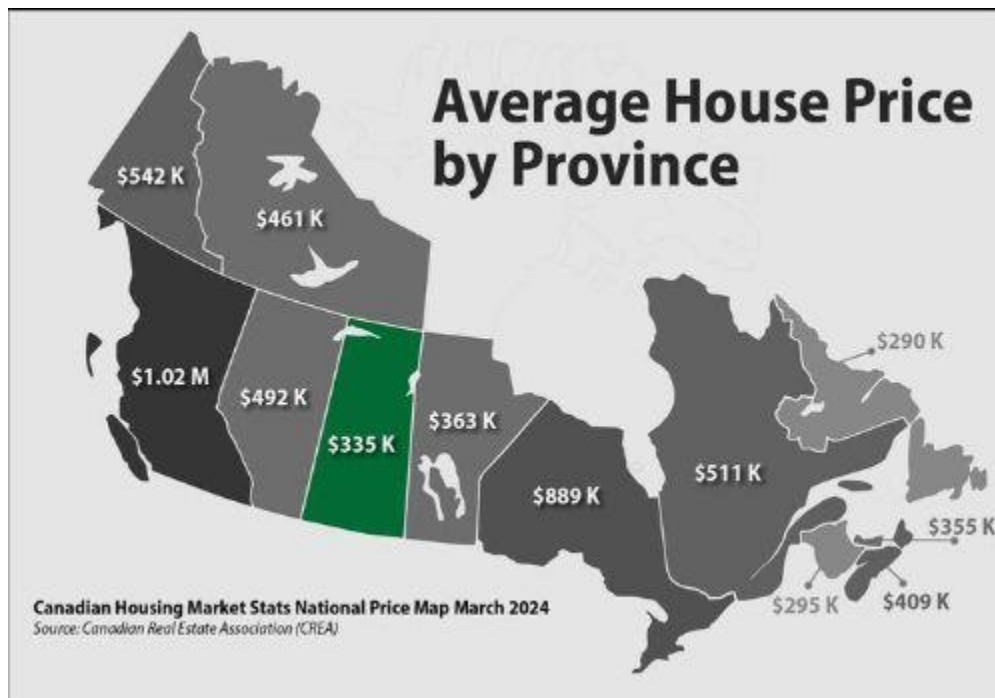 Average House Price
by Province
$542 K
$461 K
$1.02 M
$492 K
$335 K
$363 K
$889 K
$511 K
$290 K
$355 K
$295 K
$409 K
Canadian Housing Market Stats National Price Map March 2024
Source: Canadian Real Estate Association (CREA)